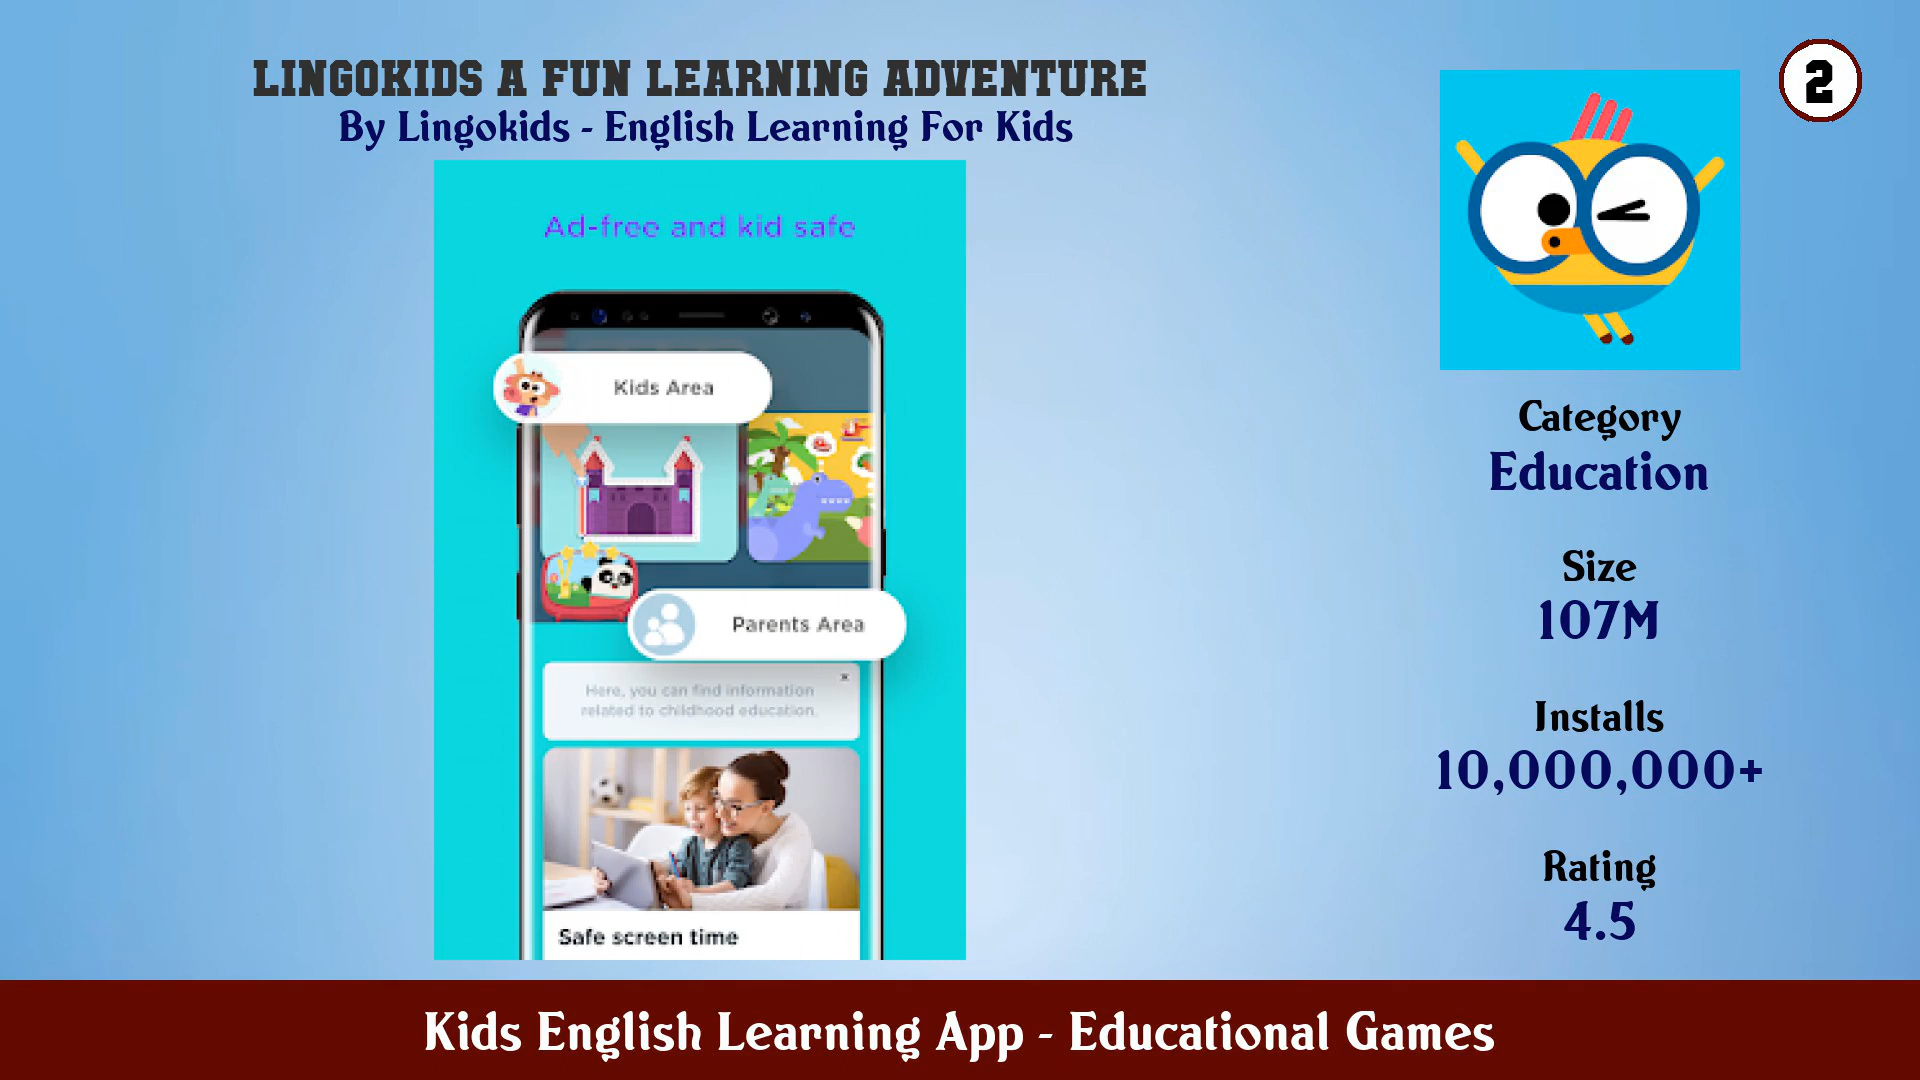 LINGOKIDS A FUN LEARNING ADVENTURE
By Lingokids - English Learning For Kids
2
Ad-free and kid safe
Kids Area
Parents Area
Here, you can find information
related to childhood education.
Safe screen time
Category
Education
Size
107M
Installs
10,000,000+
Rating
4.5
Kids English Learning App - Educational Games